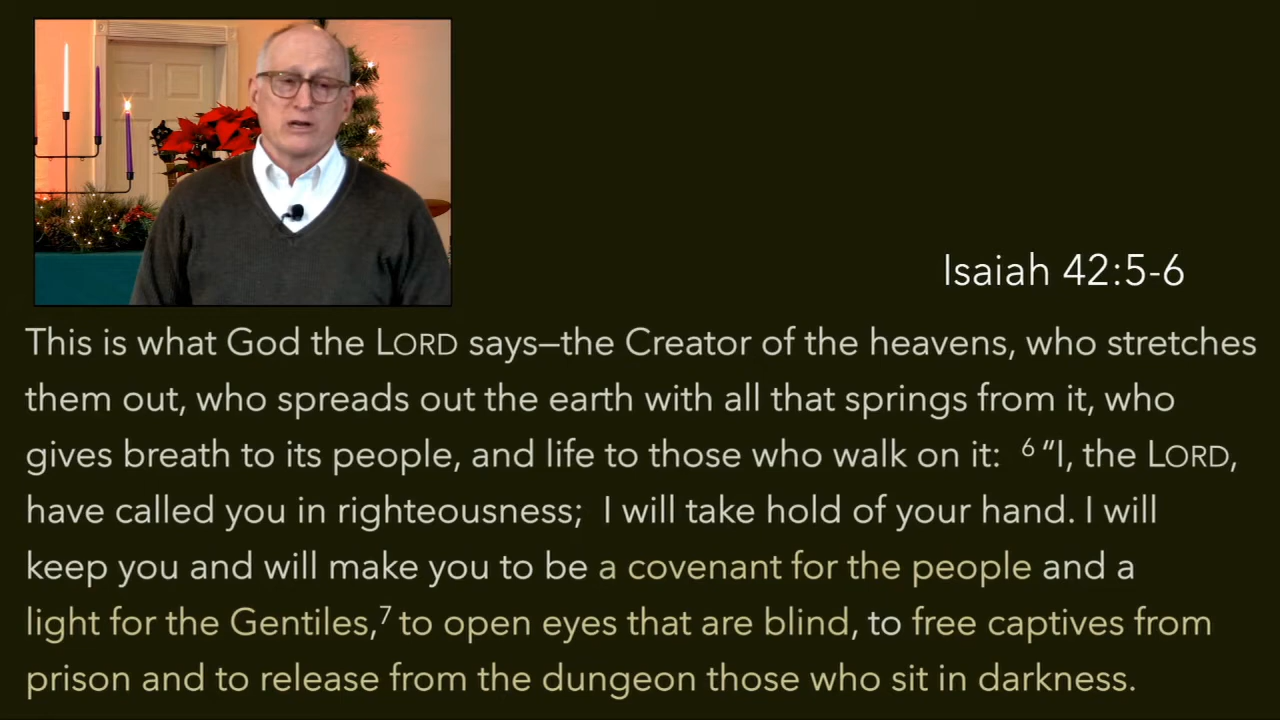 Isaiah 42:5-6
This is what God the LORD says—the Creator of the heavens, who stretches
them out, who spreads out the earth with all that springs from it, who
gives breath to its people, and life to those who walk on it: 6 “I, the LORD,
have called you in righteousness; I will take hold of your hand. I will
keep you and will make you to be a covenant for the people and a
light for the Gentiles,7 to open eyes that are blind, to free captives from
prison and to release from the dungeon those who sit in darkness.